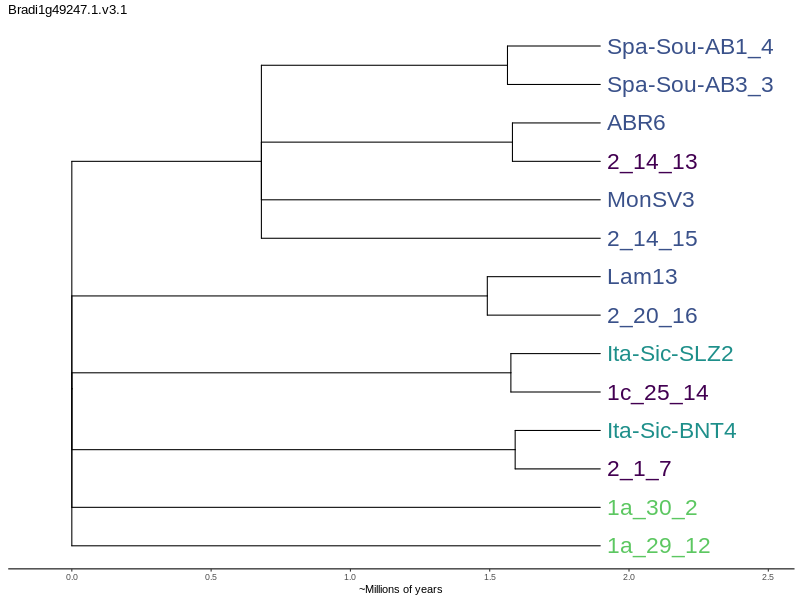 Bradi1g49247.1.v3.1
Spa-Sou-AB1_4
Spa-Sou-AB3_3
ABR6
2_14_13
MonSV3
2_14_15
Lam13
2_20_16
Ita-Sic-SLZ2
1c_25_14
Ita-Sic-BNT4
2_1_7
1a_30_2
1a_29_12
0.0 0.5 1.0 1.5 2.0 2.5
~Millions of years